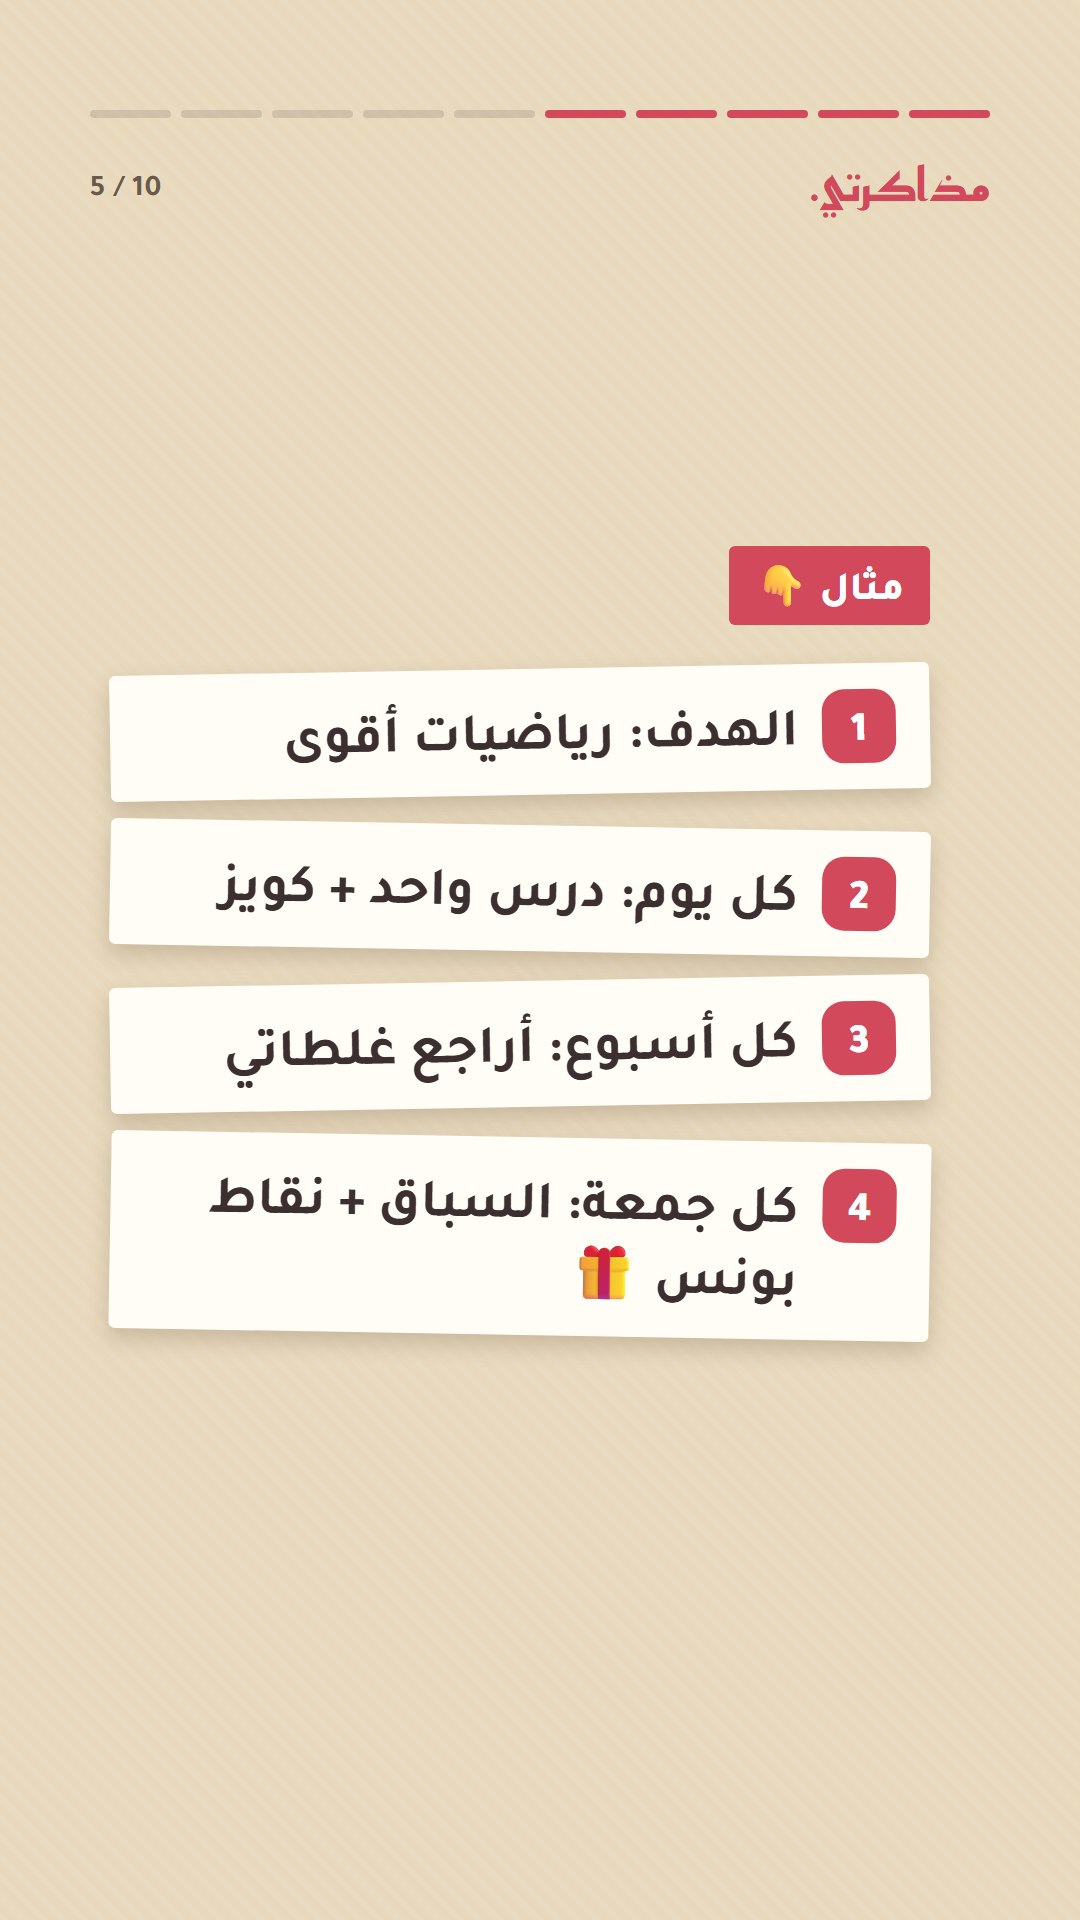 مذاكرتي.
5 / 10
مثال 👇
1 الهدف: رياضيات أقوى
2 كل يوم: درس واحد + كويز
3 كل أسبوع: أراجع غلطاتي
4 كل جمعة: السباق + نقاط
بونس 🎁